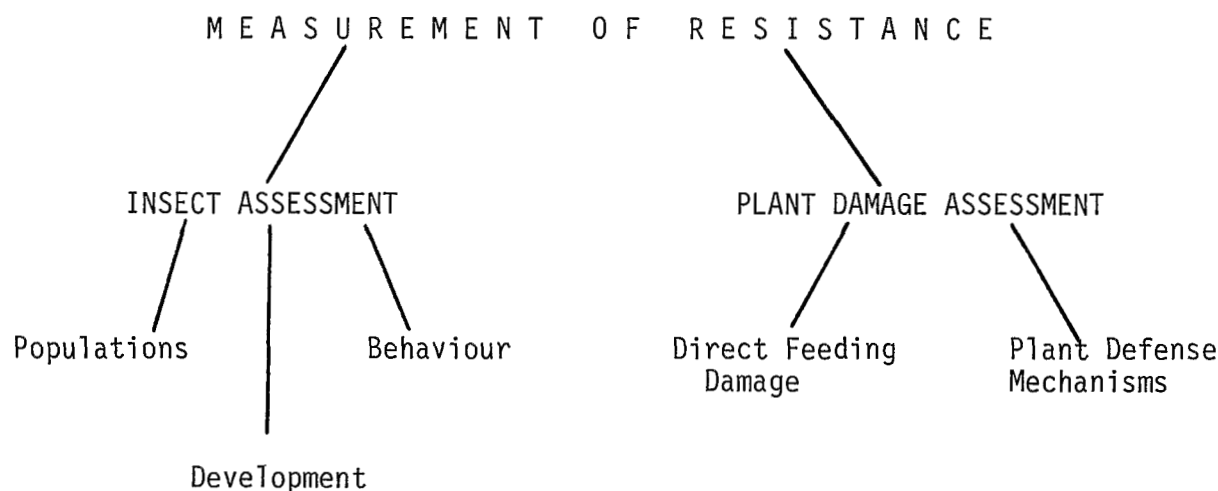 MEASUREMENT OF RESISTANCE
INSECT ASSESSMENT
PLANT DAMAGE ASSESSMENT
Populations
Behaviour
Direct Feeding
Damage
Plant Defense
Mechanisms
Development